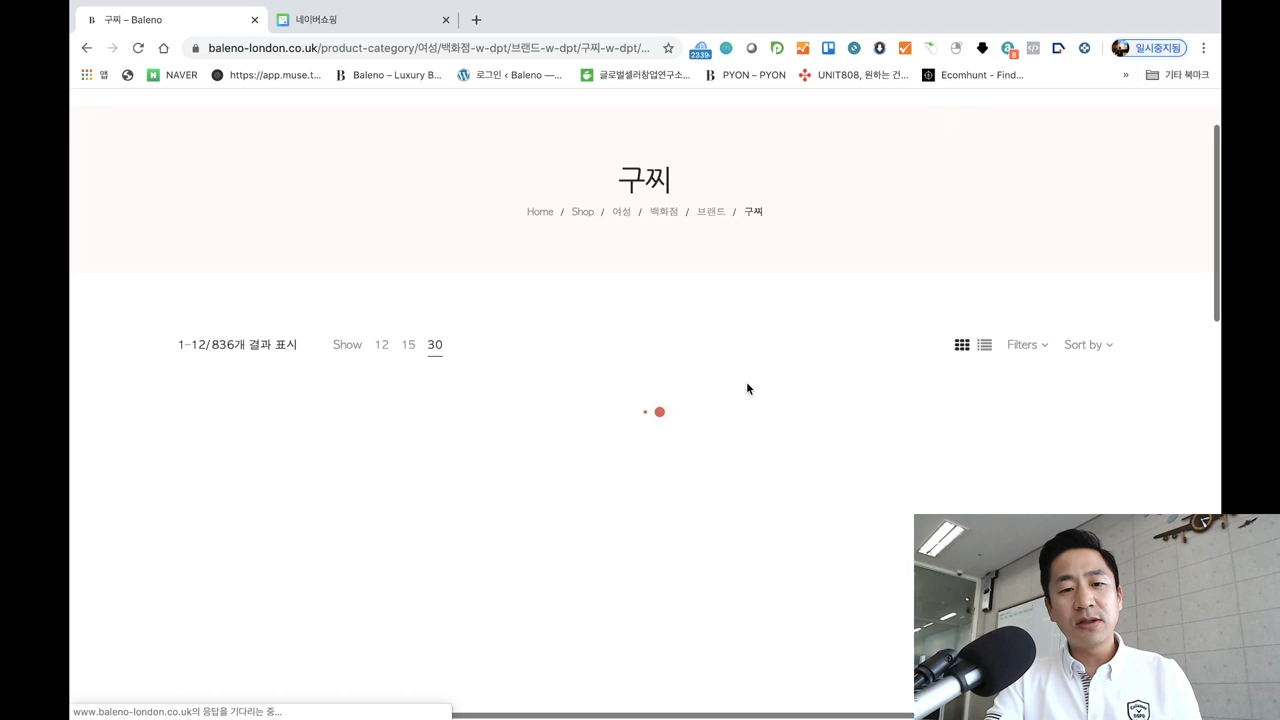 구찌 – Baleno
네이버쇼핑
baleno-london.co.uk/product-category/여성/백화점-w-dpt/브랜드-w-dpt/구찌-w-dpt/...
2339
8
일시중지됨
앱
NAVER
https://app.muse.t...
Baleno – Luxury B...
로그인 ‹ Baleno —...
글로벌셀러창업연구소...
PYON – PYON
UNIT808, 원하는 건...
Ecomhunt - Find...
»
기타 북마크
구찌
Home / Shop / 여성 / 백화점 / 브랜드 / 구찌
1–12/836개 결과 표시
Show 12 15 30
Filters
Sort by
www.baleno-london.co.uk의 응답을 기다리는 중...